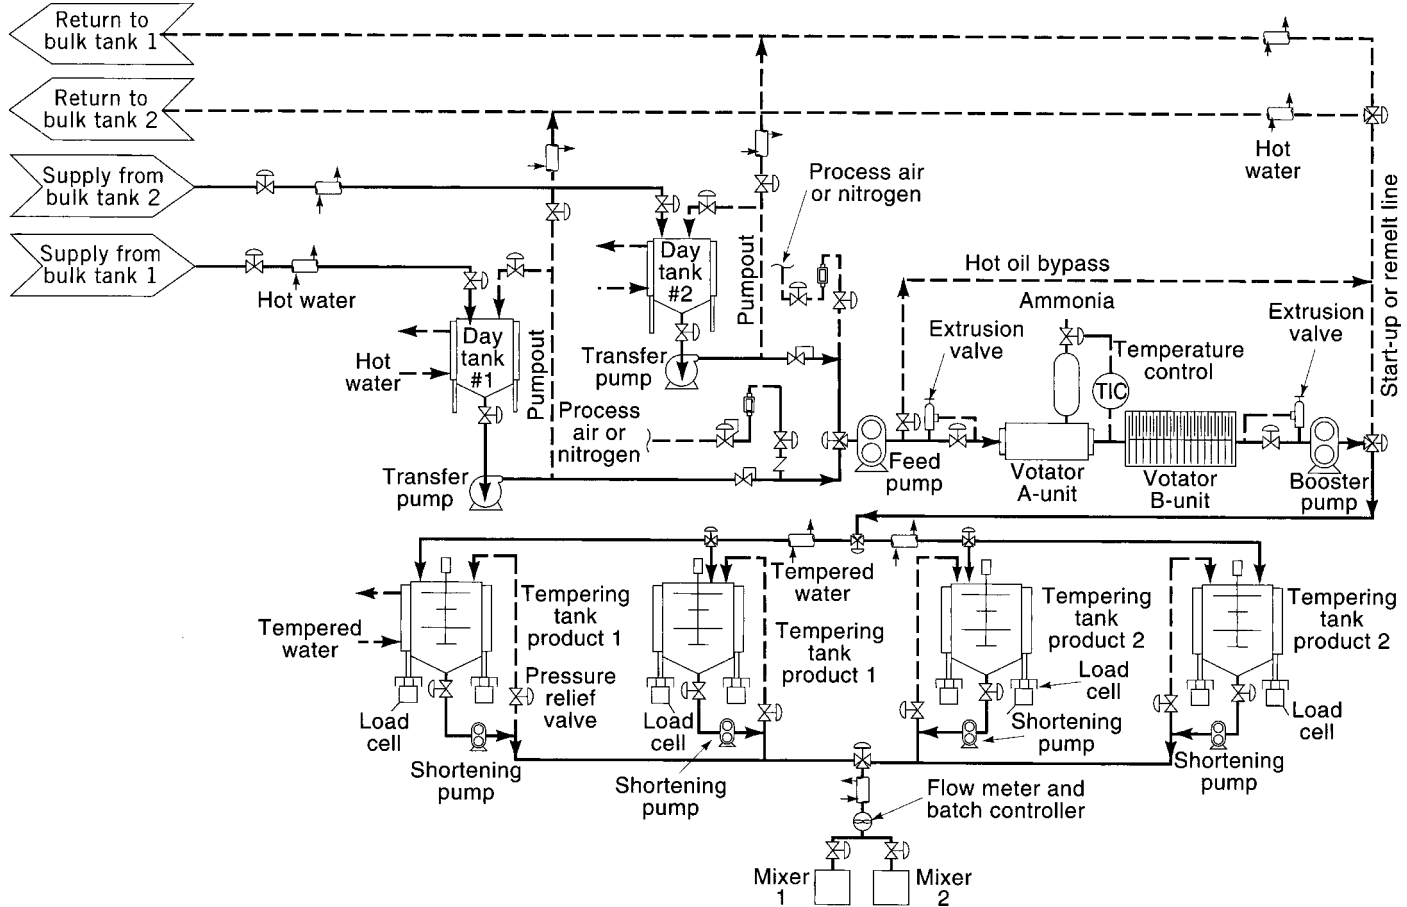 Return to
bulk tank 1
Return to
bulk tank 2
Supply from
bulk tank 2
Supply from
bulk tank 1
Hot water
Hot
water
Process air
or nitrogen
Day
tank
#2
Pumpout
Day
tank
#1
Hot
water
Pumpout
Transfer
pump
Process
air or
nitrogen
Transfer
pump
Hot oil bypass
Start-up or remelt line
Ammonia
Extrusion
valve
Extrusion
valve
Temperature
control
TIC
Feed
pump
Votator
A-unit
Votator
B-unit
Booster
pump
Tempered
water
Tempered
water
Tempering
tank
product 1
Tempering
tank
product 1
Tempering
tank
product 2
Tempering
tank
product 2
Pressure
relief
valve
Load
cell
Load
cell
Load
cell
Load
cell
Shortening
pump
Shortening
pump
Shortening
pump
Shortening
pump
Flow meter and
batch controller
Mixer
1
Mixer
2